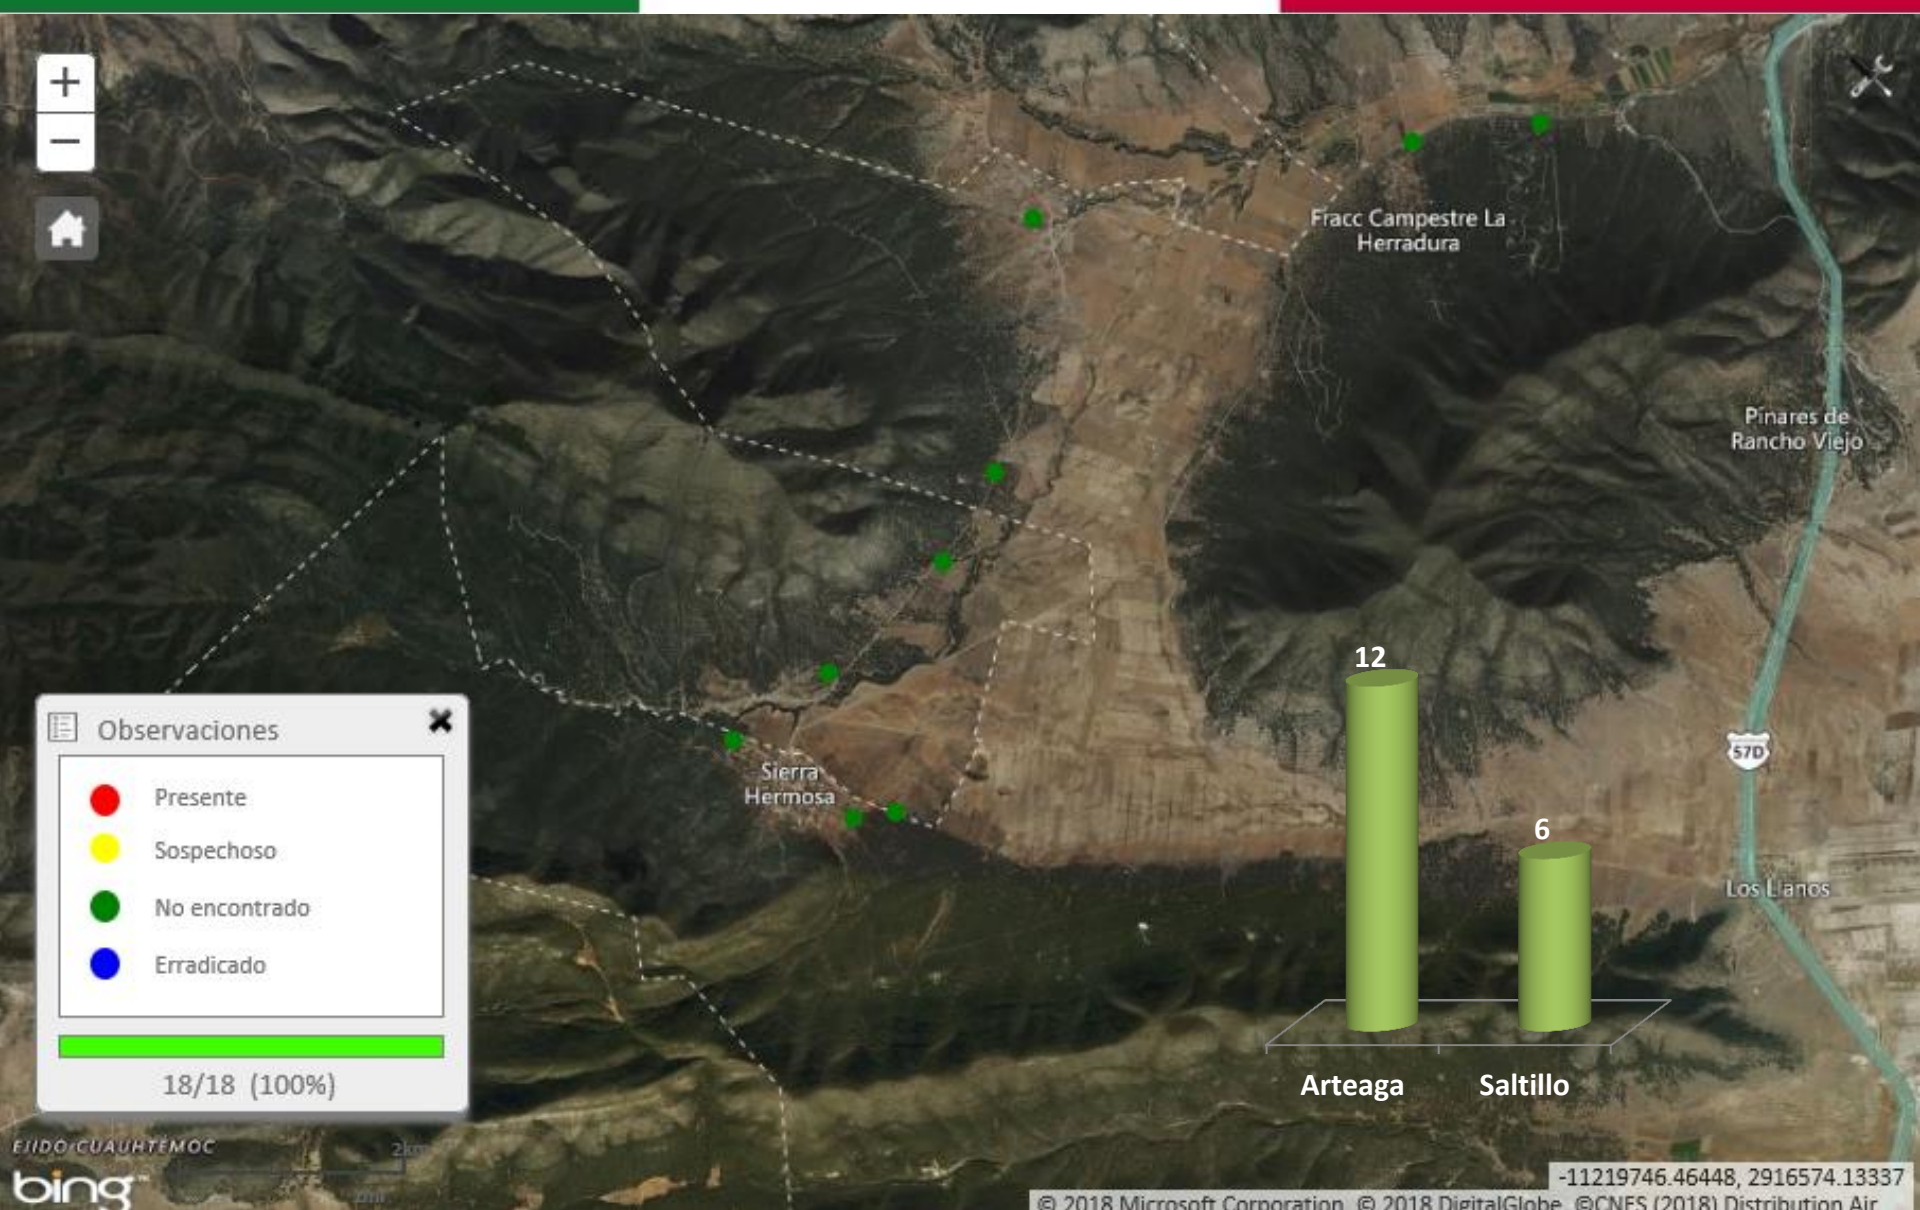 +
−
Fracc Campestre La
Herradura
Pinares de
Rancho Viejo
12
Observaciones
Presente
Sospechoso
No encontrado
Erradicado
18/18 (100%)
Sierra
Hermosa
57D
6
Los Llanos
Arteaga Saltillo
EJIDO CUAUHTÉMOC
2km
bing
-11219746.46448, 2916574.13337
© 2018 Microsoft Corporation, © 2018 DigitalGlobe, ©CNES (2018) Distribution Air